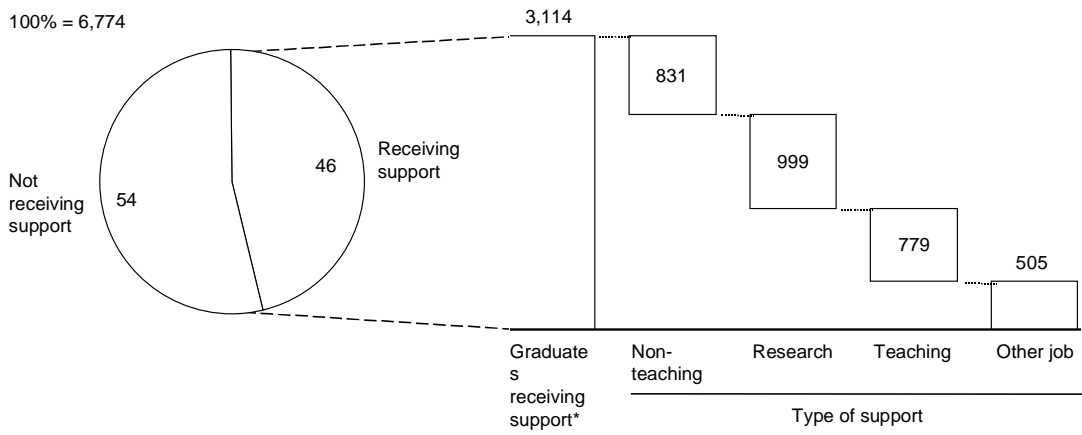 100% = 6,774
3,114
831
999
779
505
Receiving
support
46
Not
receiving
support
54
Graduate
s
receiving
support*
Non-
teaching
Research
Teaching
Other job
Type of support